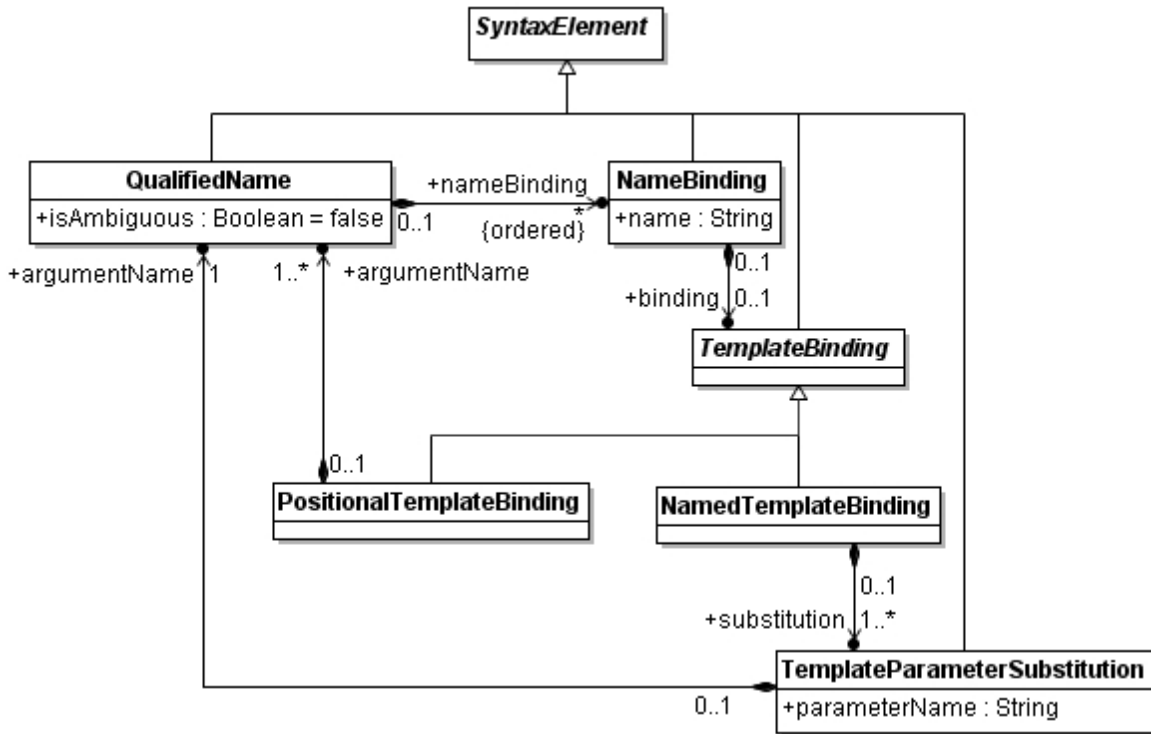 SyntaxElement
QualifiedName
+isAmbiguous : Boolean = false
+nameBinding
0..1
*
{ordered}
NameBinding
+name : String
+argumentName 1
1..* +argumentName
0..1
+binding 0..1
TemplateBinding
0..1
PositionalTemplateBinding
NamedTemplateBinding
0..1
+substitution 1..*
TemplateParameterSubstitution
+parameterName : String
0..1